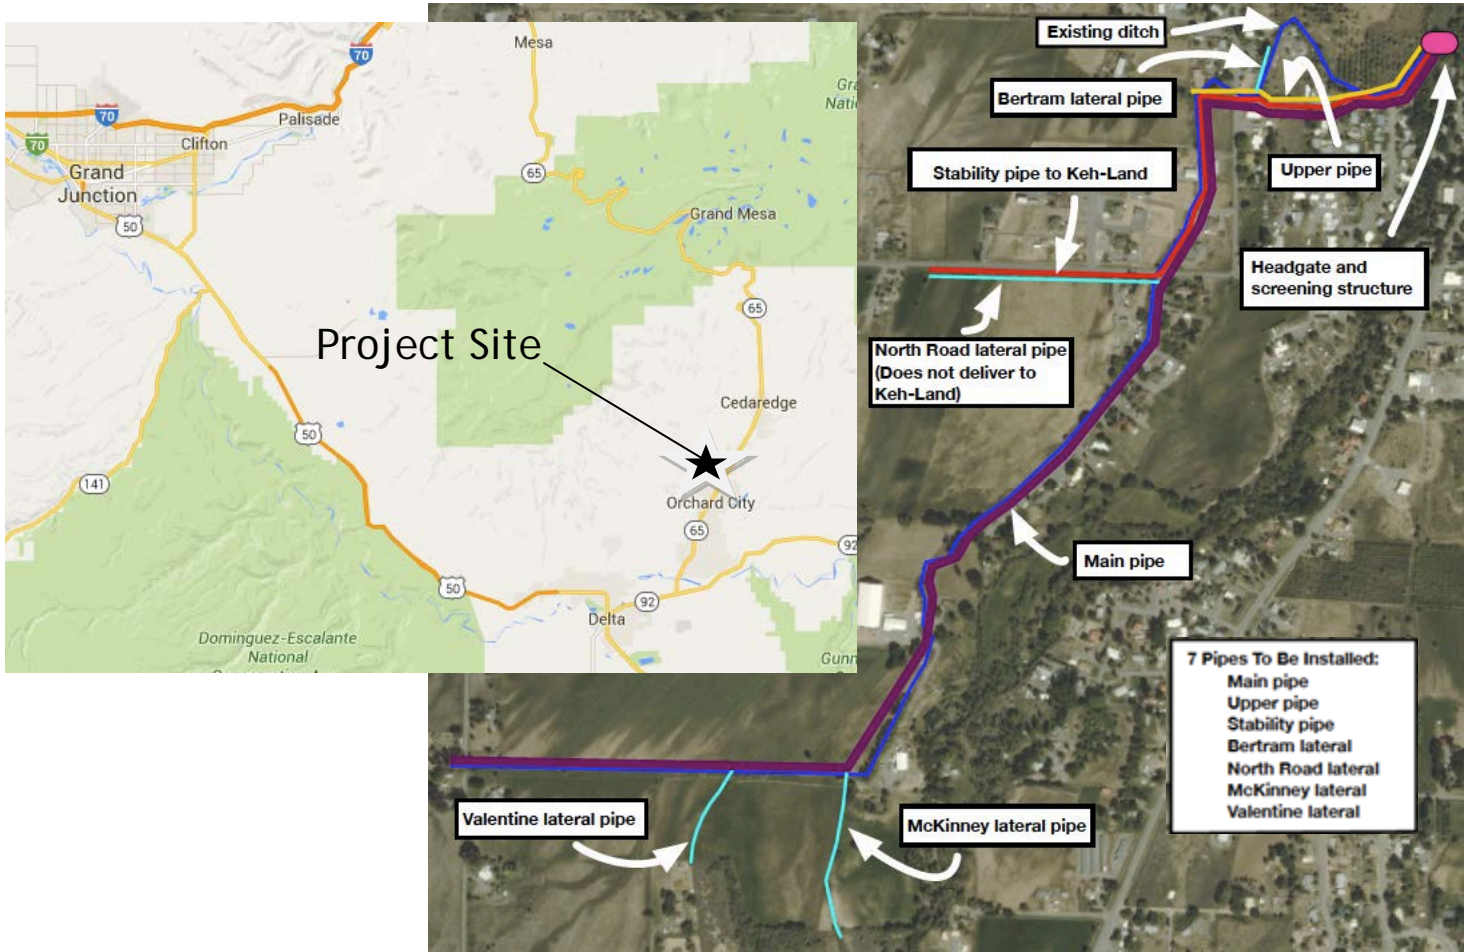 Mesa
70
Gra
Nati
70
Palisade
70
Clifton
Grand
Junction
65
50
Grand Mesa
65
Project Site
Cedaredge
50
141
Orchard City
65
92
50
92
Delta
Dominguez-Escalante
National
Gunn
Existing ditch
Bertram lateral pipe
Stability pipe to Keh-Land
Upper pipe
Headgate and
screening structure
North Road lateral pipe
(Does not deliver to
Keh-Land)
Main pipe
7 Pipes To Be Installed:
Main pipe
Upper pipe
Stability pipe
Bertram lateral
North Road lateral
McKinney lateral
Valentine lateral
Valentine lateral pipe
McKinney lateral pipe